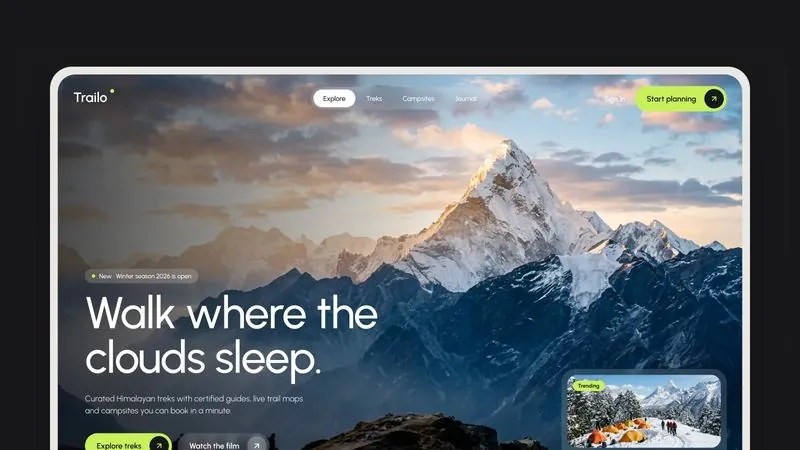 Trailo
Explore
Treks
Campsites
Journal
Sign in
Start planning
New · Winter season 2026 is open
Walk where the
clouds sleep.
Curated Himalayan treks with certified guides, live trail maps
and campsites you can book in a minute.
Trending
Explore treks
Watch the film